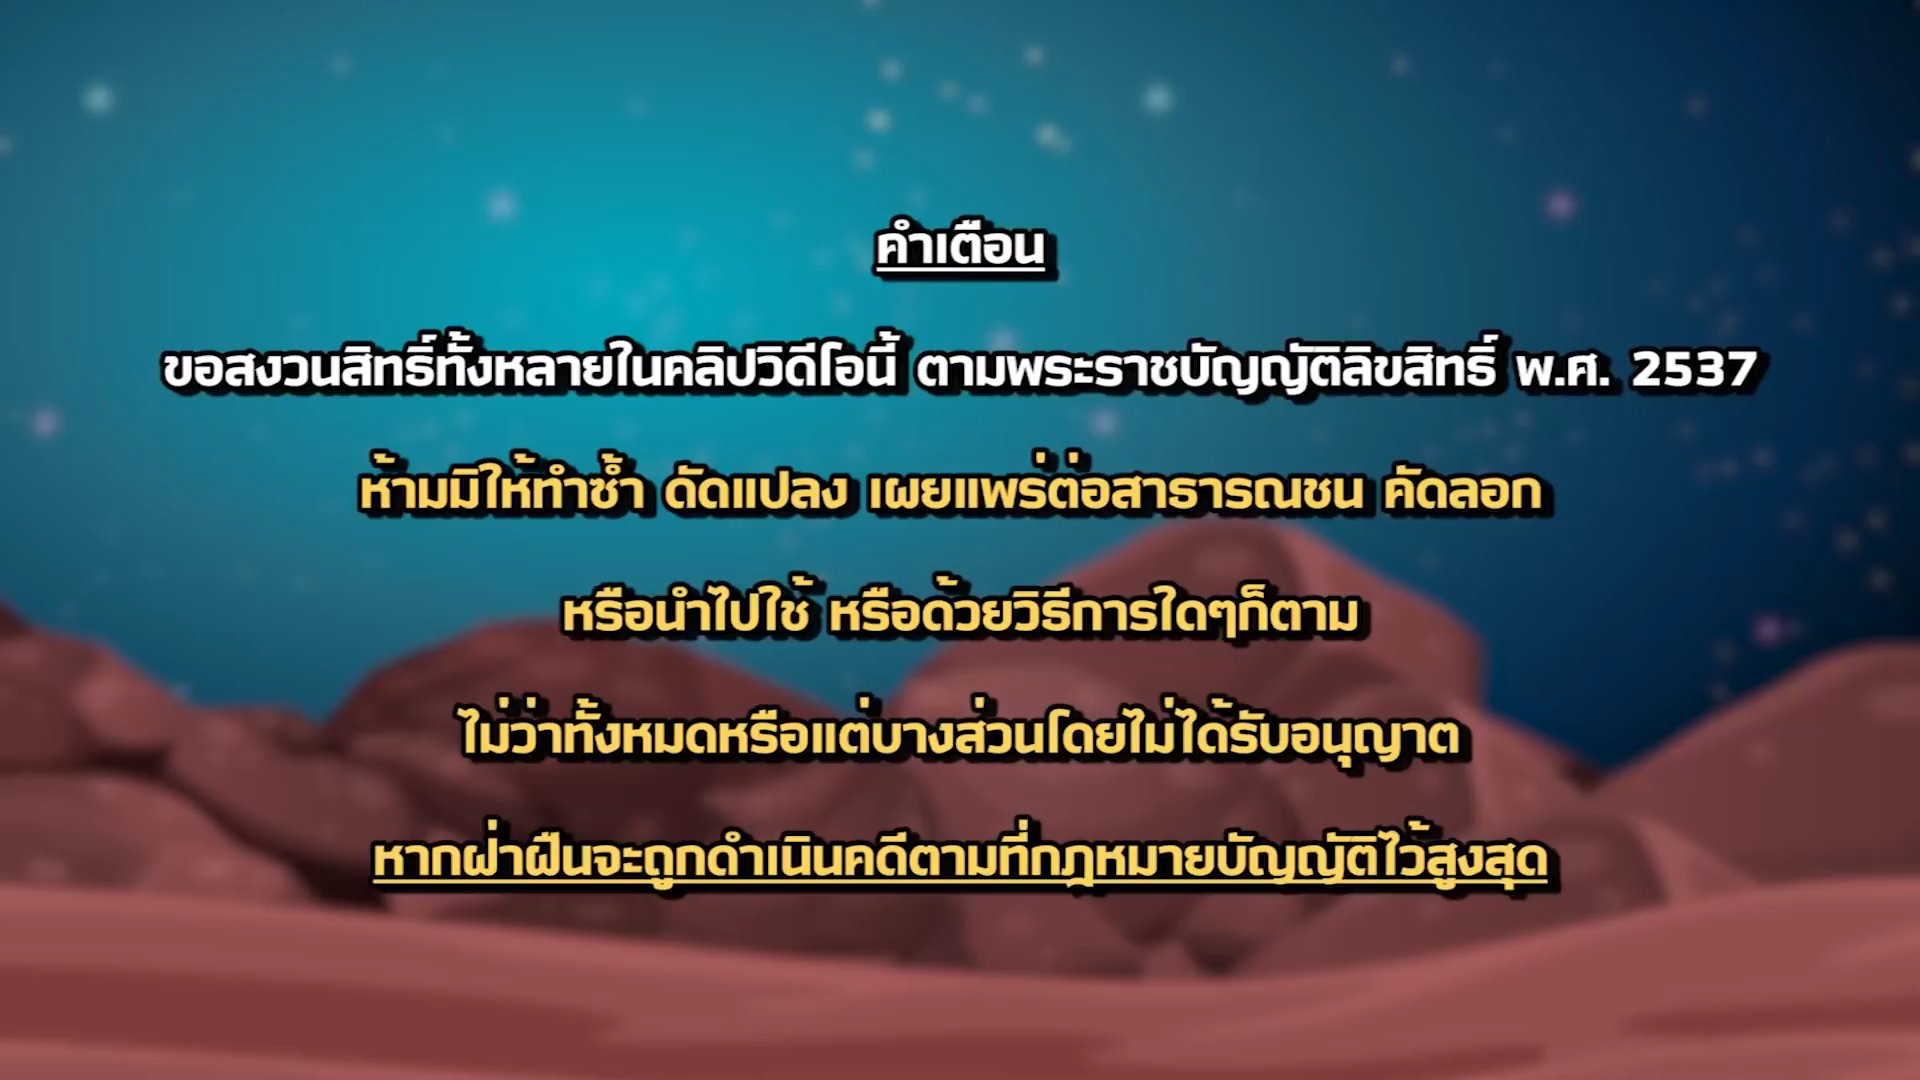 คำเตือน
ขอสงวนสิทธิ์ทั้งหลายในคลิปวิดีโอนี้ ตามพระราชบัญญัติลิขสิทธิ์ พ.ศ. 2537
ห้ามมิให้ทำซ้ำ ดัดแปลง เผยแพร่ต่อสาธารณชน คัดลอก
หรือนำไปใช้ หรือด้วยวิธีการใดๆก็ตาม
ไม่ว่าทั้งหมดหรือแต่บางส่วนโดยไม่ได้รับอนุญาต
หากฝ่าฝืนจะถูกดำเนินคดีตามที่กฎหมายบัญญัติไว้สูงสุด